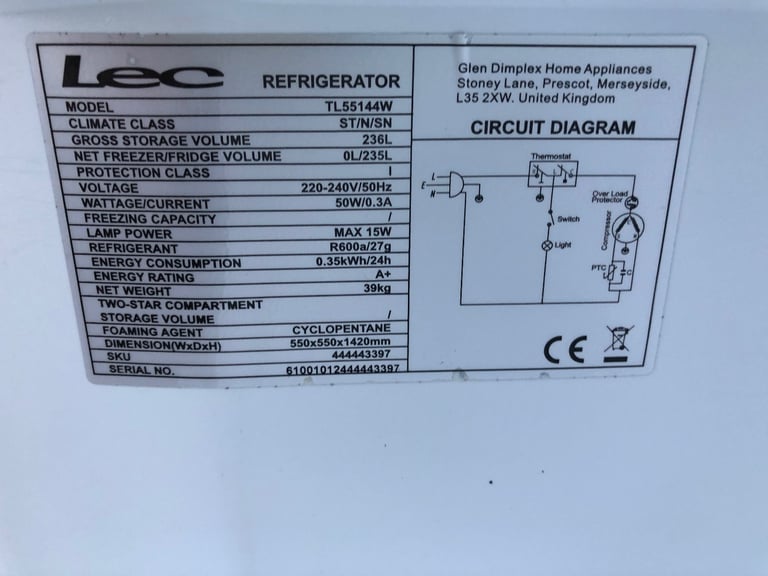 Lec REFRIGERATOR
MODEL TL55144W
CLIMATE CLASS ST/N/SN
GROSS STORAGE VOLUME 236L
NET FREEZER/FRIDGE VOLUME 0L/235L
PROTECTION CLASS I
VOLTAGE 220-240V/50Hz
WATTAGE/CURRENT 50W/0.3A
FREEZING CAPACITY /
LAMP POWER MAX 15W
REFRIGERANT R600a/27g
ENERGY CONSUMPTION 0.35kWh/24h
ENERGY RATING A+
NET WEIGHT 39kg
TWO-STAR COMPARTMENT
STORAGE VOLUME /
FOAMING AGENT CYCLOPENTANE
DIMENSION(WxDxH) 550x550x1420mm
SKU 444443397
SERIAL NO. 61001012444443397
Glen Dimplex Home Appliances
Stoney Lane, Prescot, Merseyside,
L35 2XW. United Kingdom
CIRCUIT DIAGRAM
Thermostat
L
E
N
Over Load
Protector
Switch
Compressor
Light
PTC
C
CE